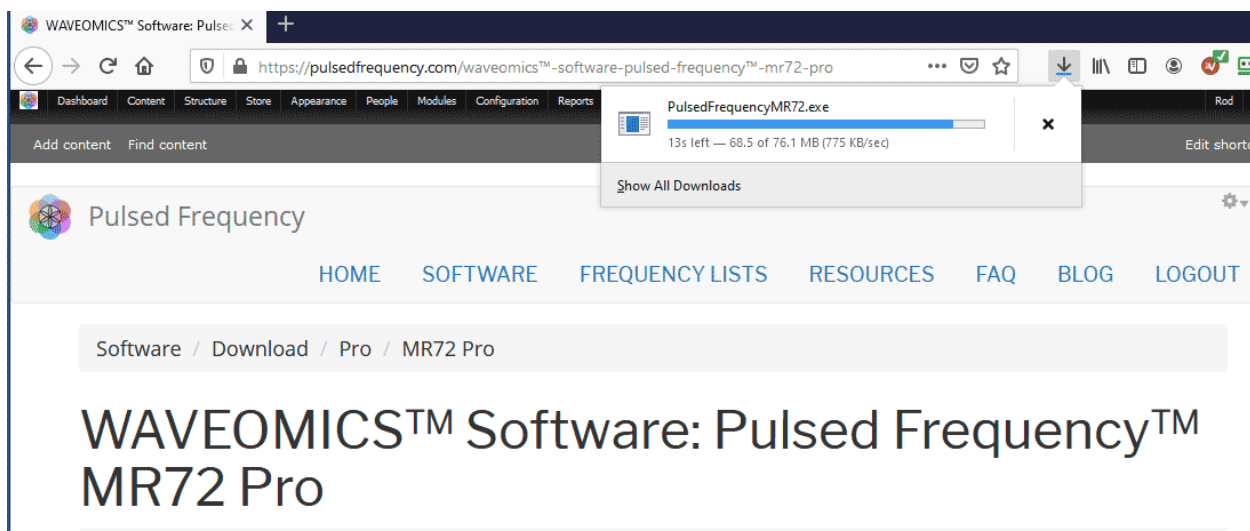 WAVEOMICS™ Software: Pulsed
https://pulsedfrequency.com/waveomics™-software-pulsed-frequency™-mr72-pro
Dashboard Content Structure Store Appearance People Modules Configuration Reports Rod
PulsedFrequencyMR72.exe
13s left — 68.5 of 76.1 MB (775 KB/sec)
Show All Downloads
Add content Find content Edit shortc
Pulsed Frequency
HOME SOFTWARE FREQUENCY LISTS RESOURCES FAQ BLOG LOGOUT
Software / Download / Pro / MR72 Pro
WAVEOMICS™ Software: Pulsed Frequency™
MR72 Pro